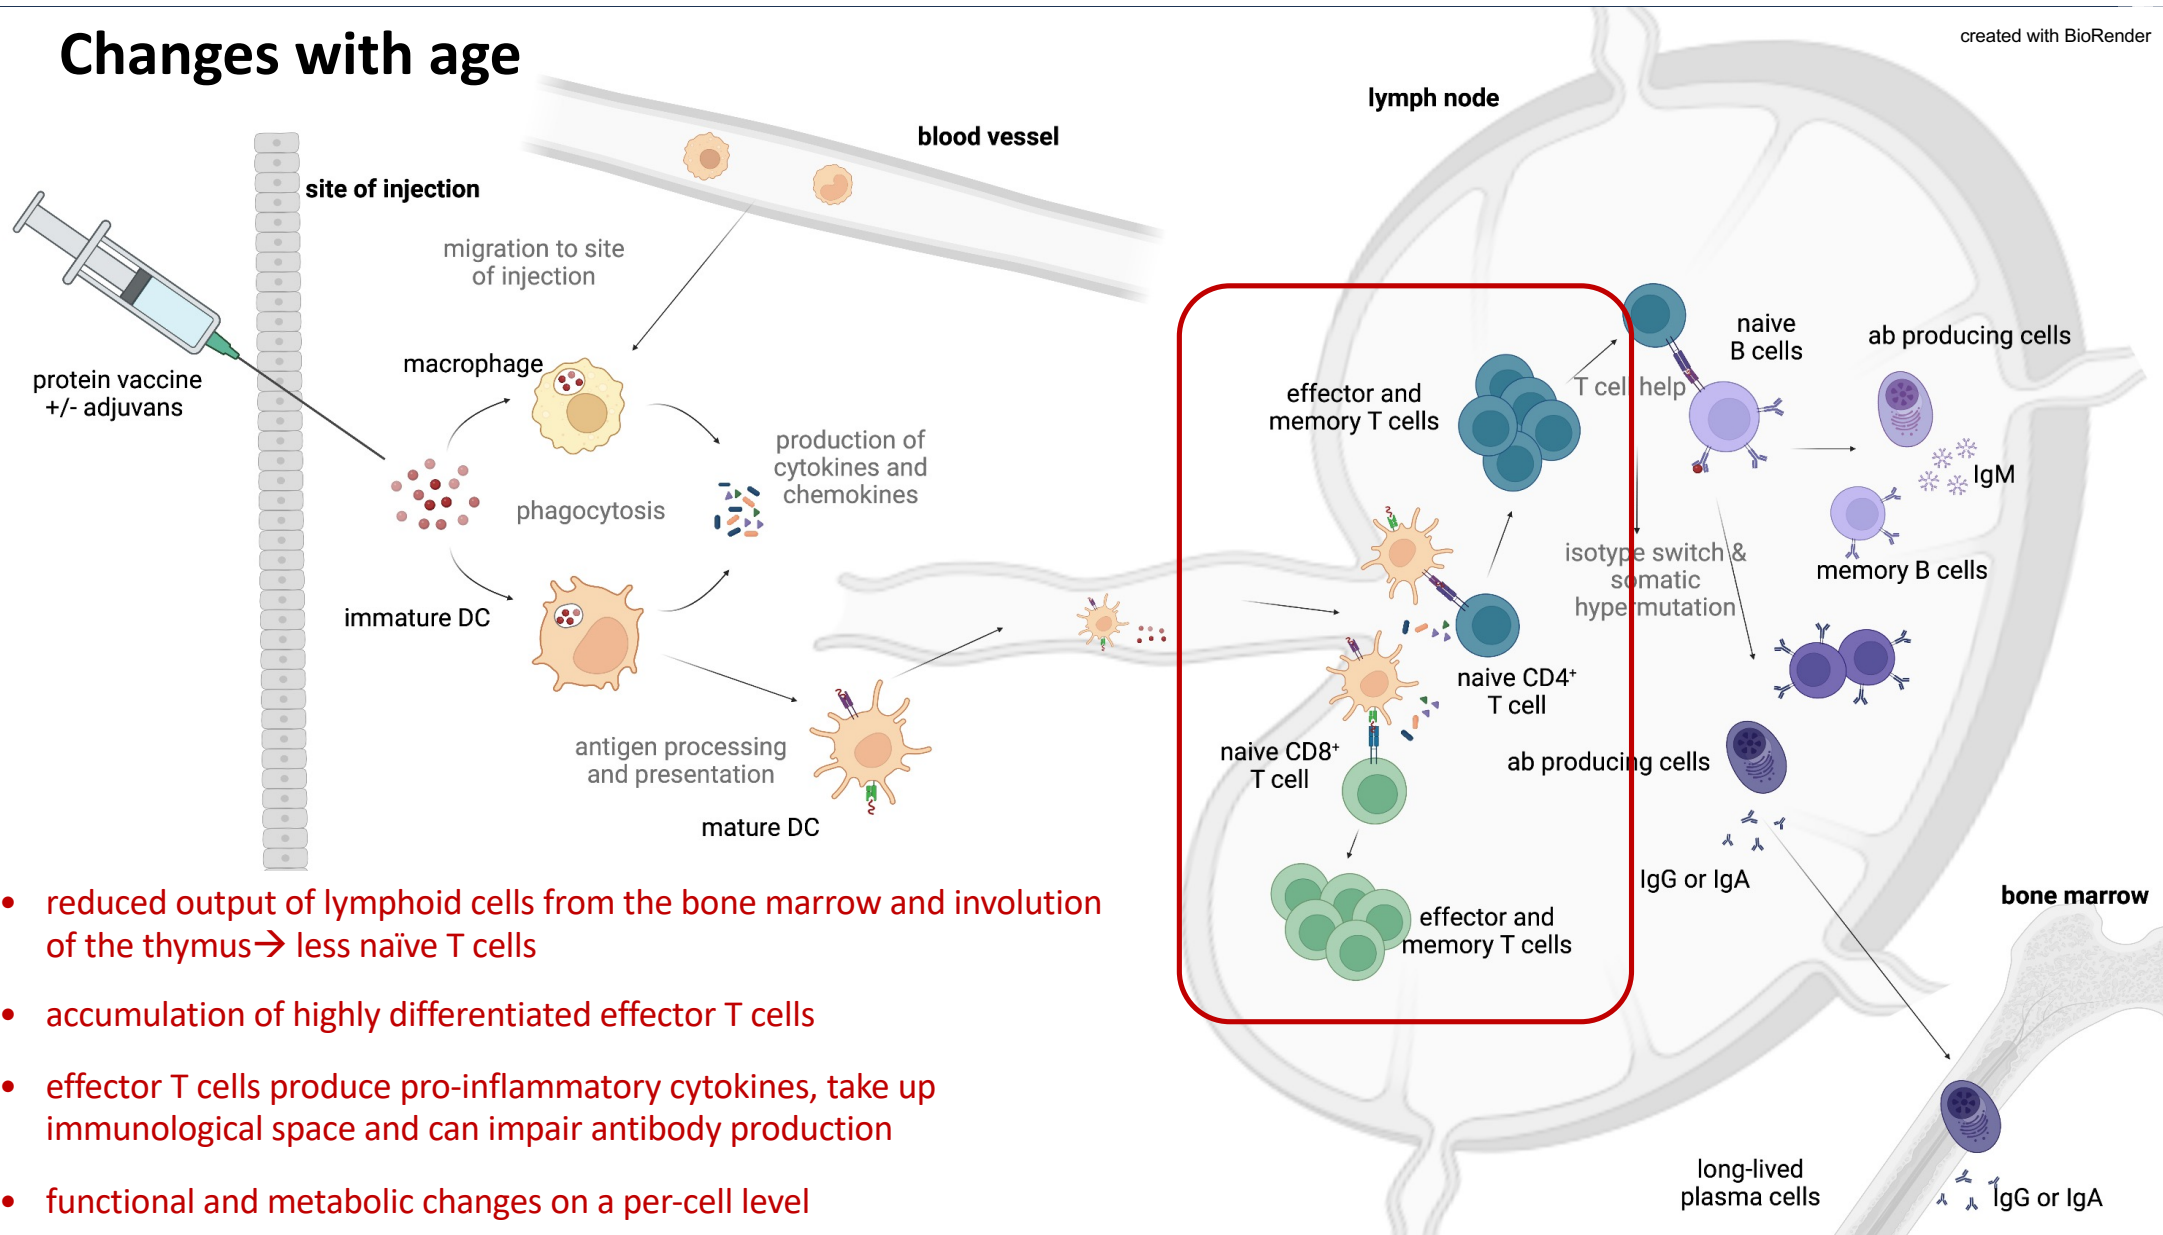 Changes with age
created with BioRender
lymph node
blood vessel
site of injection
migration to site
of injection
macrophage
protein vaccine
+/- adjuvans
production of
cytokines and
chemokines
phagocytosis
immature DC
antigen processing
and presentation
mature DC
effector and
memory T cells
T cell help
naive
B cells
ab producing cells
IgM
memory B cells
isotype switch &
somatic
hypermutation
naive CD4⁺
T cell
naive CD8⁺
T cell
ab producing cells
effector and
memory T cells
IgG or IgA
bone marrow
long-lived
plasma cells
IgG or IgA
• reduced output of lymphoid cells from the bone marrow and involution
of the thymus→ less naïve T cells
• accumulation of highly differentiated effector T cells
• effector T cells produce pro-inflammatory cytokines, take up
immunological space and can impair antibody production
• functional and metabolic changes on a per-cell level